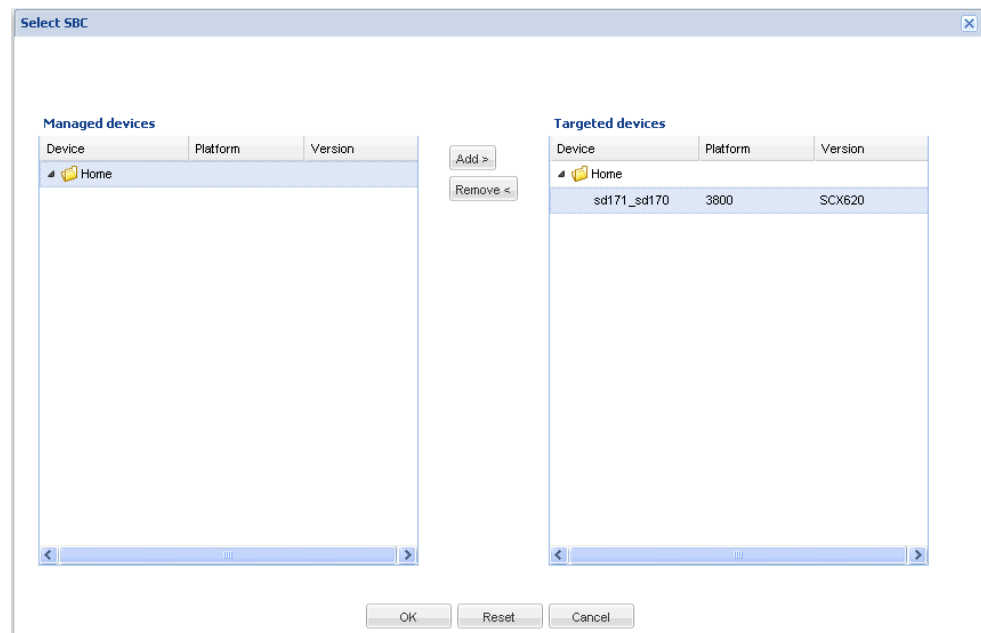 Select SBC
Managed devices
Device Platform Version
Home
Add >
Remove <
Targeted devices
Device Platform Version
Home
sd171_sd170 3800 SCX620
OK Reset Cancel